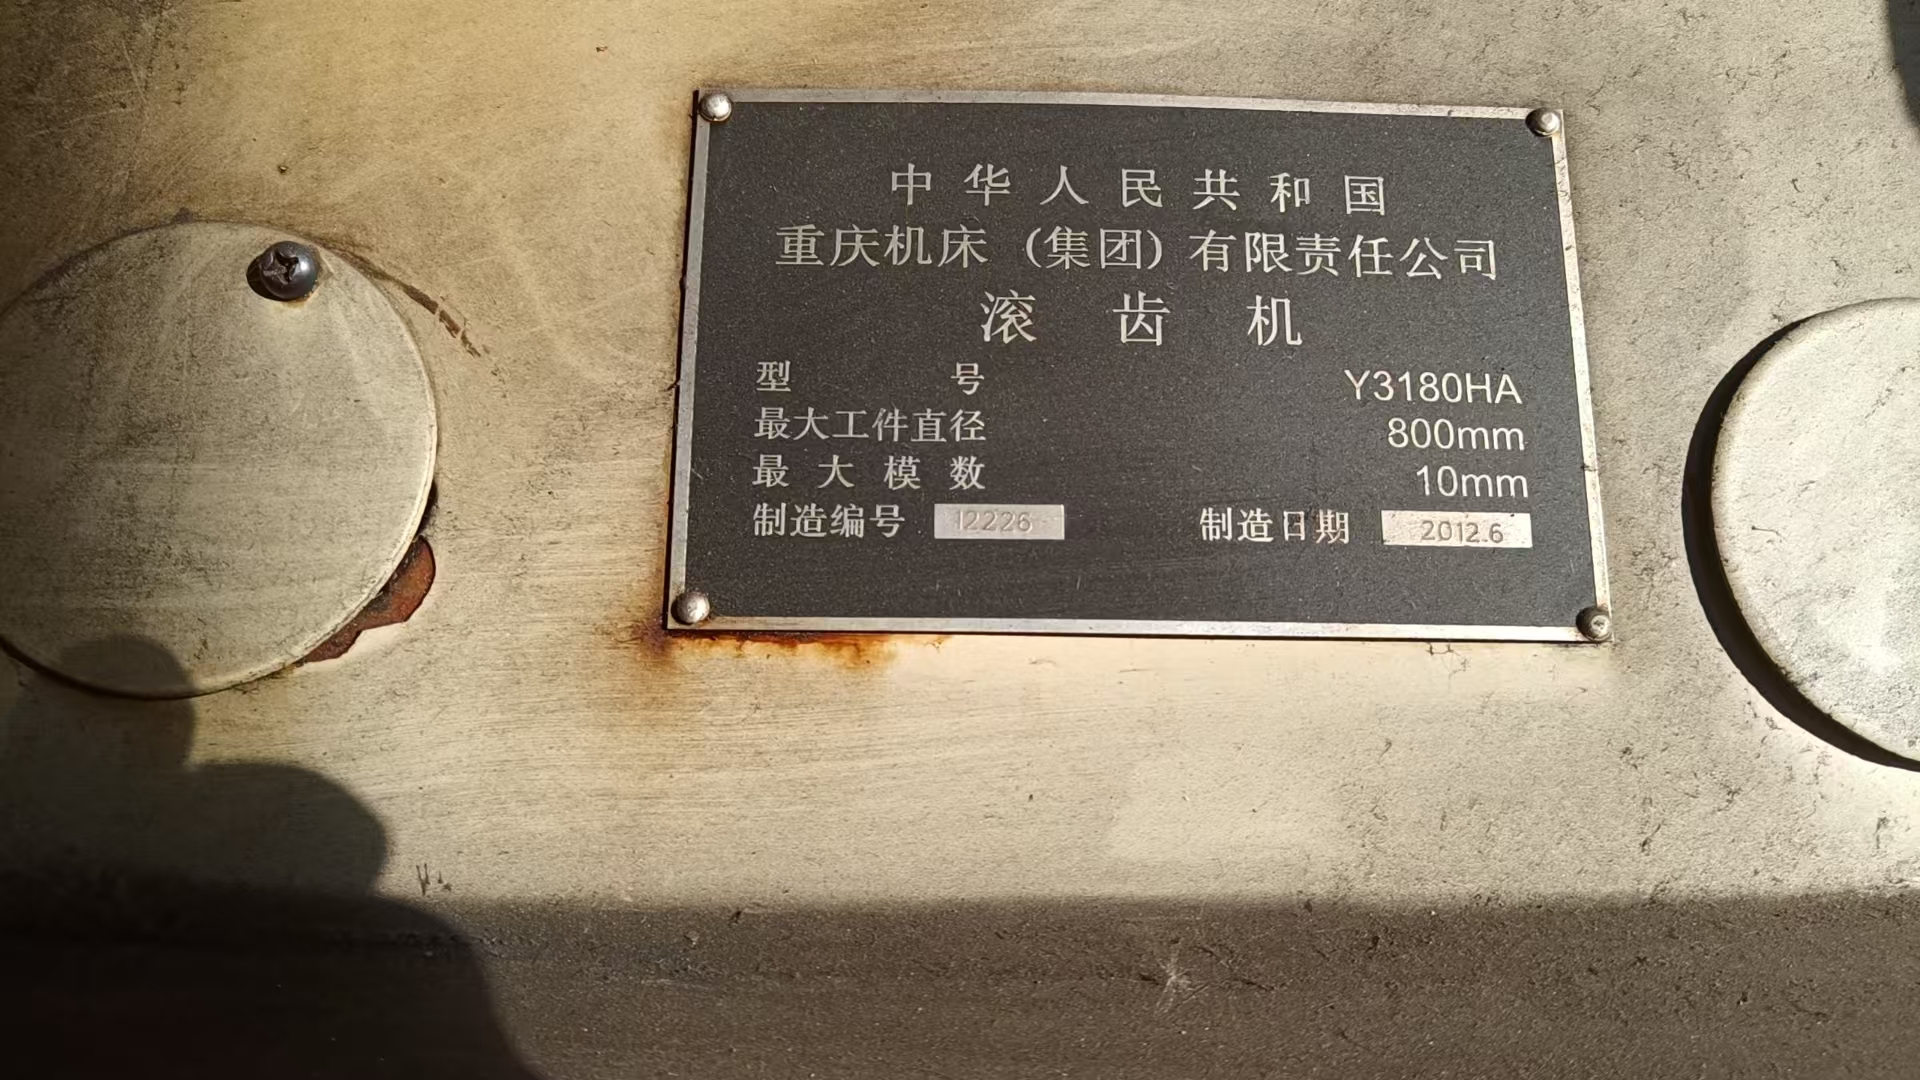 中华人民共和国
重庆机床(集团)有限责任公司
滚齿机
型号 Y3180HA
最大工件直径 800mm
最大模数 10mm
制造编号 12226 制造日期 2012.6